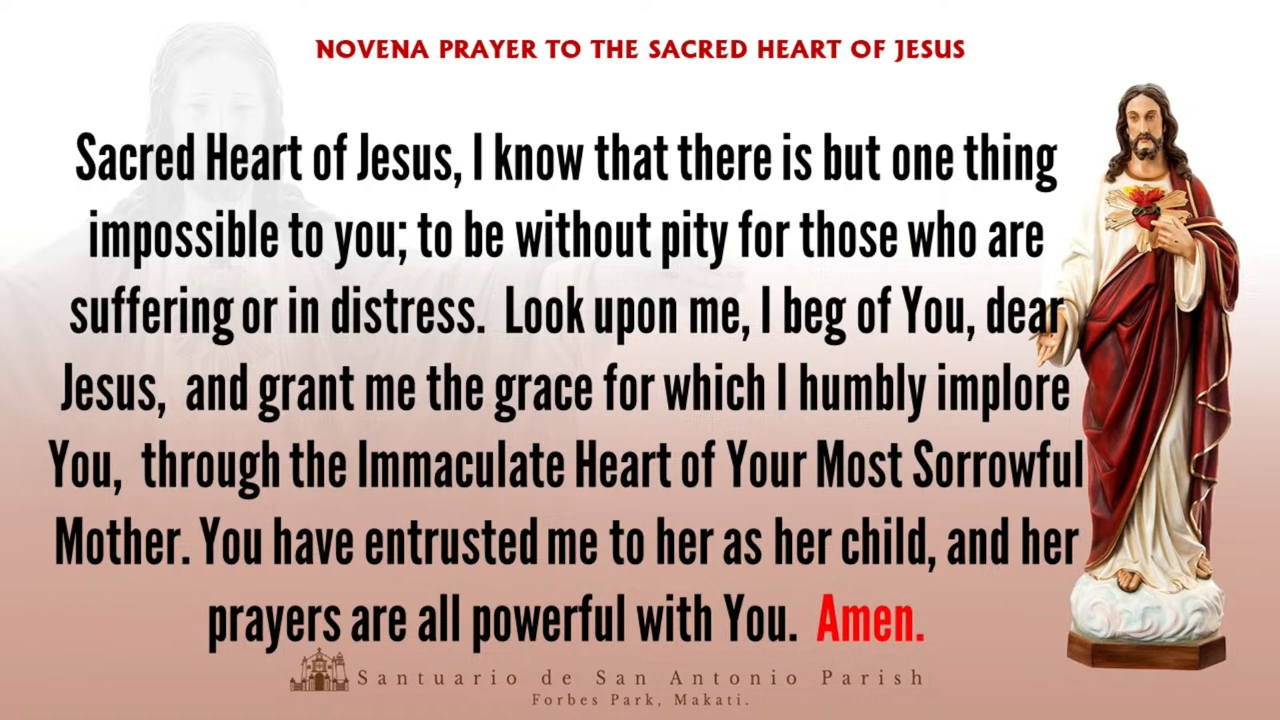 NOVENA PRAYER TO THE SACRED HEART OF JESUS
Sacred Heart of Jesus, I know that there is but one thing
impossible to you; to be without pity for those who are
suffering or in distress. Look upon me, I beg of You, dear
Jesus, and grant me the grace for which I humbly implore
You, through the Immaculate Heart of Your Most Sorrowful
Mother. You have entrusted me to her as her child, and her
prayers are all powerful with You. Amen.
Santuario de San Antonio Parish
Forbes Park, Makati.